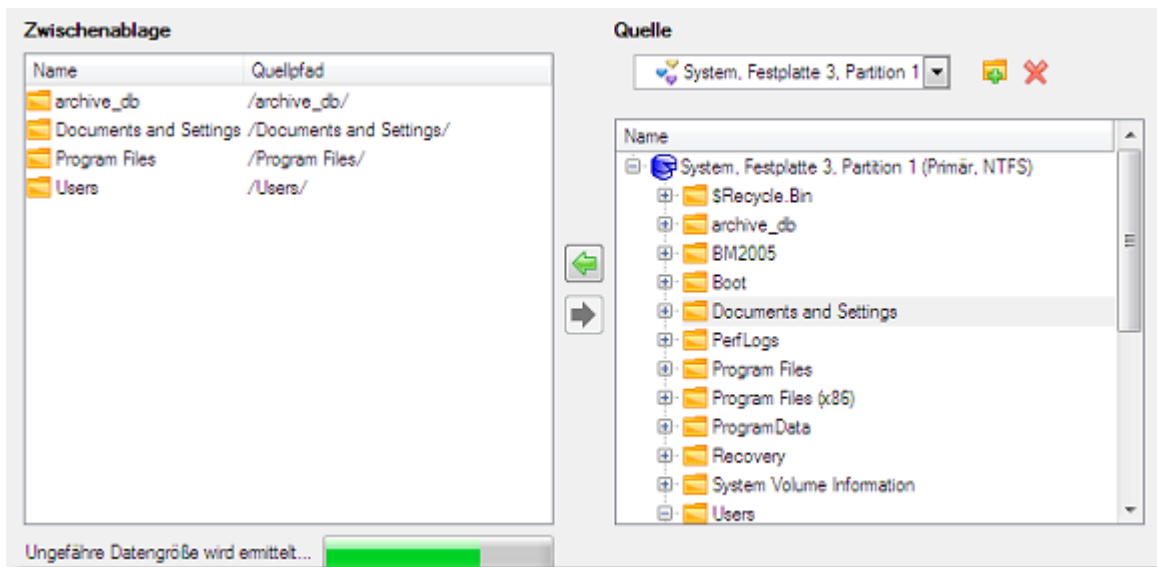 Zwischenablage
Name Quellpfad
archive_db /archive_db/
Documents and Settings /Documents and Settings/
Program Files /Program Files/
Users /Users/
Ungefähre Datengröße wird ermittelt...
Quelle
System, Festplatte 3, Partition 1
Name
System, Festplatte 3, Partition 1 (Primär, NTFS)
$Recycle.Bin
archive_db
BM2005
Boot
Documents and Settings
PerfLogs
Program Files
Program Files (x86)
ProgramData
Recovery
System Volume Information
Users